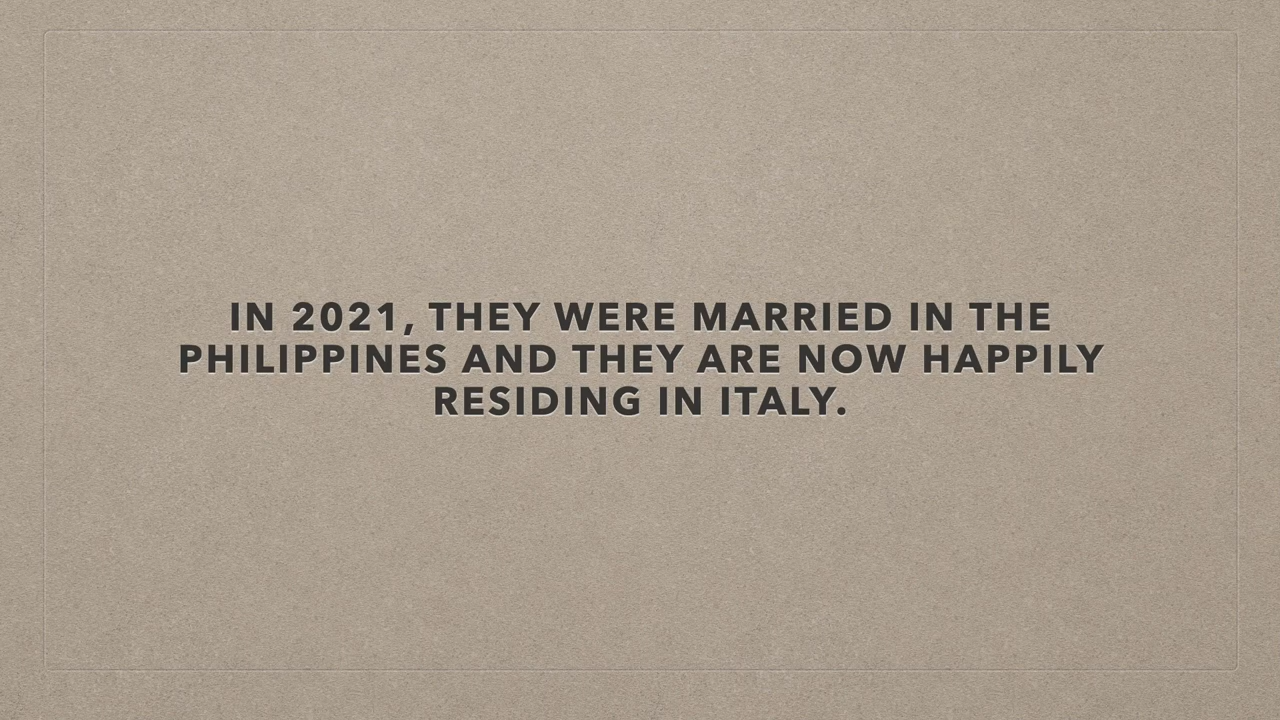 IN 2021, THEY WERE MARRIED IN THE
PHILIPPINES AND THEY ARE NOW HAPPILY
RESIDING IN ITALY.